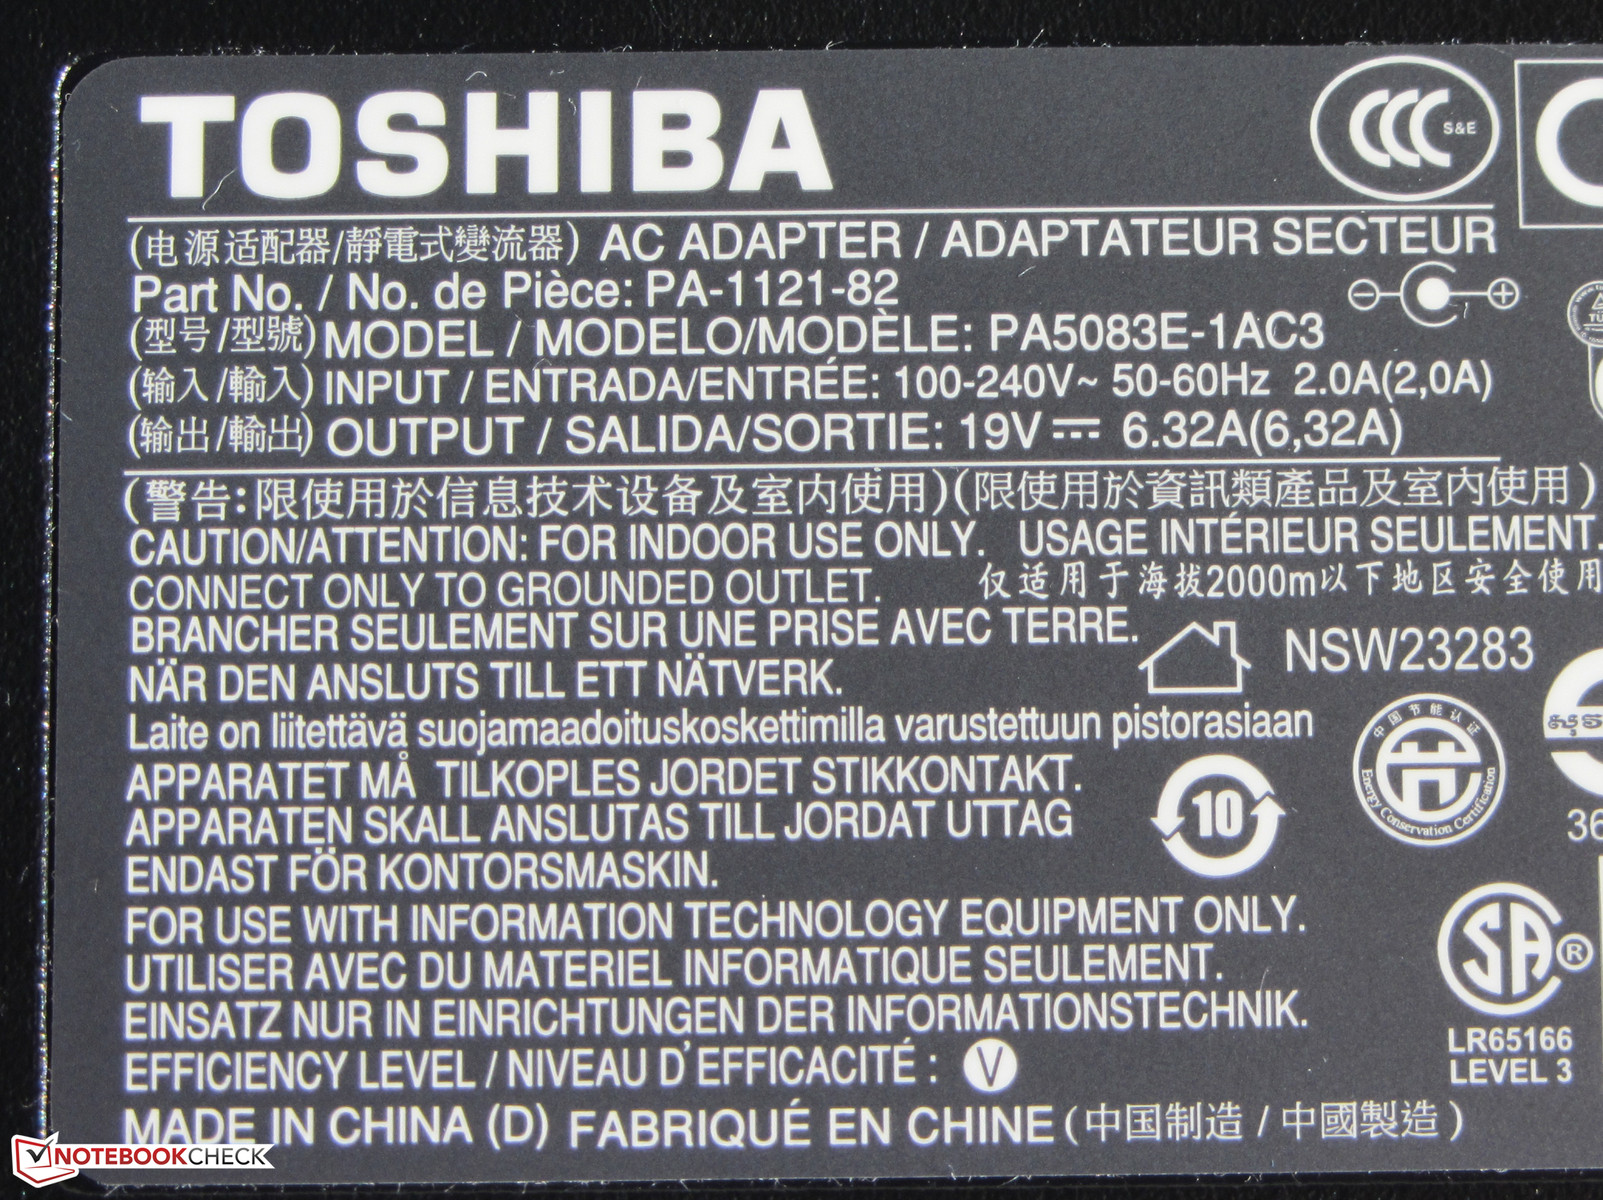 TOSHIBA
S&E
(电源适配器/靜電式變流器) AC ADAPTER / ADAPTATEUR SECTEUR
Part No. / No. de Pièce: PA-1121-82
(型号/型號) MODEL / MODELO/MODÈLE: PA5083E-1AC3
(输入/輸入) INPUT / ENTRADA/ENTRÉE: 100-240V~ 50-60Hz 2.0A(2,0A)
(输出/輸出) OUTPUT / SALIDA/SORTIE: 19V⎓ 6.32A(6,32A)
(警告:限使用於信息技术设备及室内使用)(限使用於資訊類產品及室內使用)
CAUTION/ATTENTION: FOR INDOOR USE ONLY. USAGE INTÉRIEUR SEULEMENT.
CONNECT ONLY TO GROUNDED OUTLET. 仅适用于海拔2000m以下地区安全使用
BRANCHER SEULEMENT SUR UNE PRISE AVEC TERRE.
NSW23283
NÄR DEN ANSLUTS TILL ETT NÄTVERK.
Laite on liitettävä suojamaadoituskoskettimilla varustettuun pistorasiaan
中国节能认证
Energy Conservation Certification
APPARATET MÅ TILKOPLES JORDET STIKKONTAKT.
10
APPARATEN SKALL ANSLUTAS TILL JORDAT UTTAG
36
ENDAST FÖR KONTORSMASKIN.
FOR USE WITH INFORMATION TECHNOLOGY EQUIPMENT ONLY.
UTILISER AVEC DU MATERIEL INFORMATIQUE SEULEMENT.
SA®
EINSATZ NUR IN EINRICHTUNGEN DER INFORMATIONSTECHNIK.
LR65166
LEVEL 3
EFFICIENCY LEVEL / NIVEAU D'EFFICACITÉ : V
MADE IN CHINA (D) FABRIQUÉ EN CHINE (中国制造 / 中國製造)
NOTEBOOKCHECK